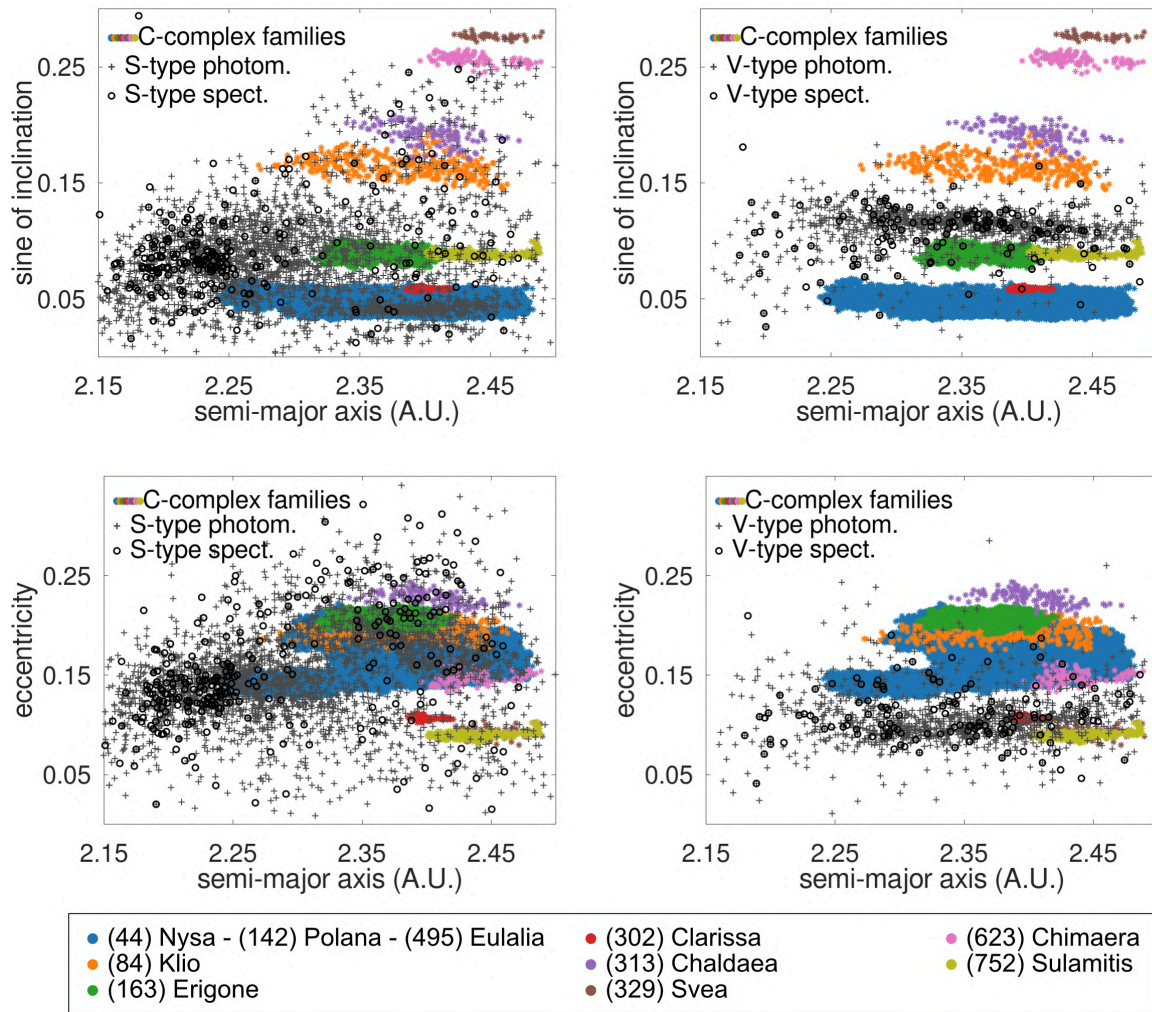 C-complex families
S-type photom.
S-type spect.
0.25
0.15
0.05
sine of inclination
2.15 2.25 2.35 2.45
semi-major axis (A.U.)
C-complex families
V-type photom.
V-type spect.
0.25
0.15
0.05
sine of inclination
2.15 2.25 2.35 2.45
semi-major axis (A.U.)
C-complex families
S-type photom.
S-type spect.
0.25
0.15
0.05
eccentricity
2.15 2.25 2.35 2.45
semi-major axis (A.U.)
C-complex families
V-type photom.
V-type spect.
0.25
0.15
0.05
eccentricity
2.15 2.25 2.35 2.45
semi-major axis (A.U.)
(44) Nysa - (142) Polana - (495) Eulalia
(84) Klio
(163) Erigone
(302) Clarissa
(313) Chaldaea
(329) Svea
(623) Chimaera
(752) Sulamitis